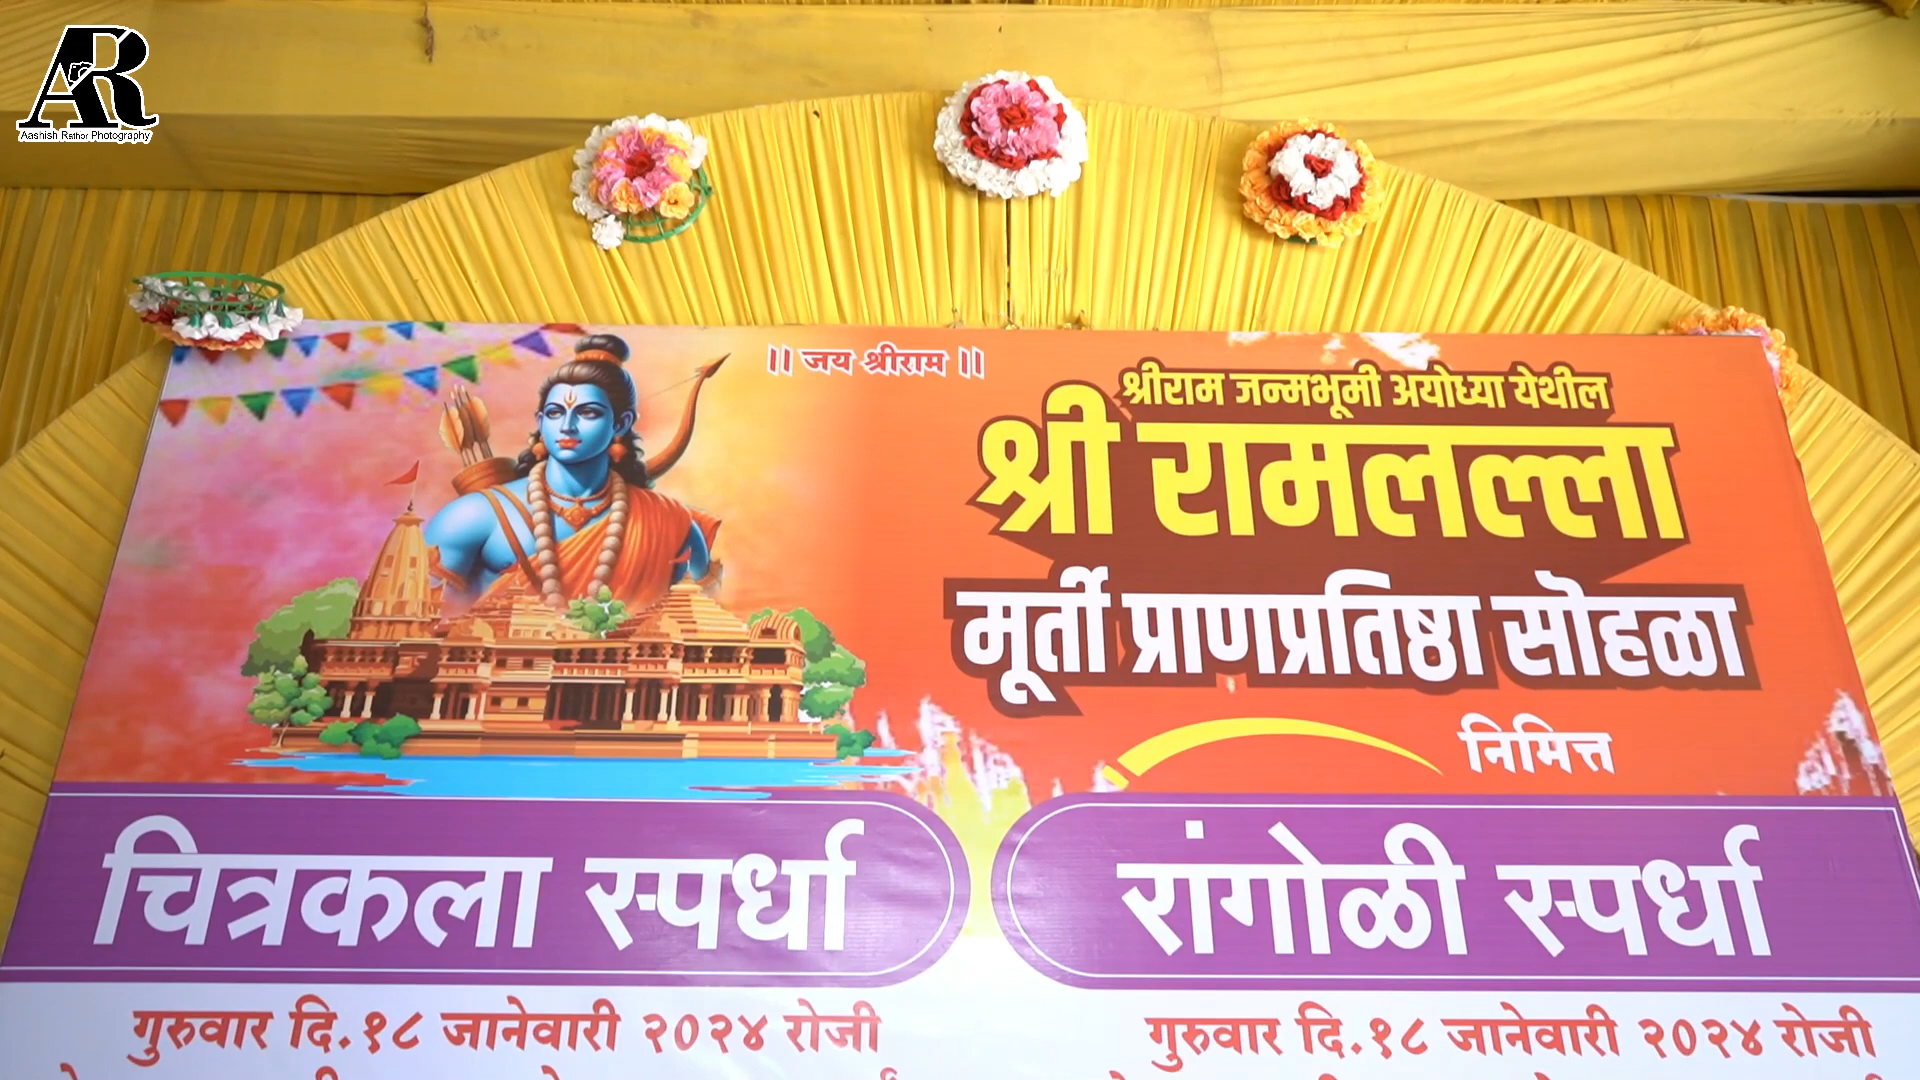 AR
Aashish Rathor Photography
|| जय श्रीराम ||
श्रीराम जन्मभूमी अयोध्या येथील
श्री रामलल्ला
मूर्ती प्राणप्रतिष्ठा सोहळा
निमित्त
चित्रकला स्पर्धा
रांगोळी स्पर्धा
गुरुवार दि.१८ जानेवारी २०२४ रोजी
गुरुवार दि.१८ जानेवारी २०२४ रोजी